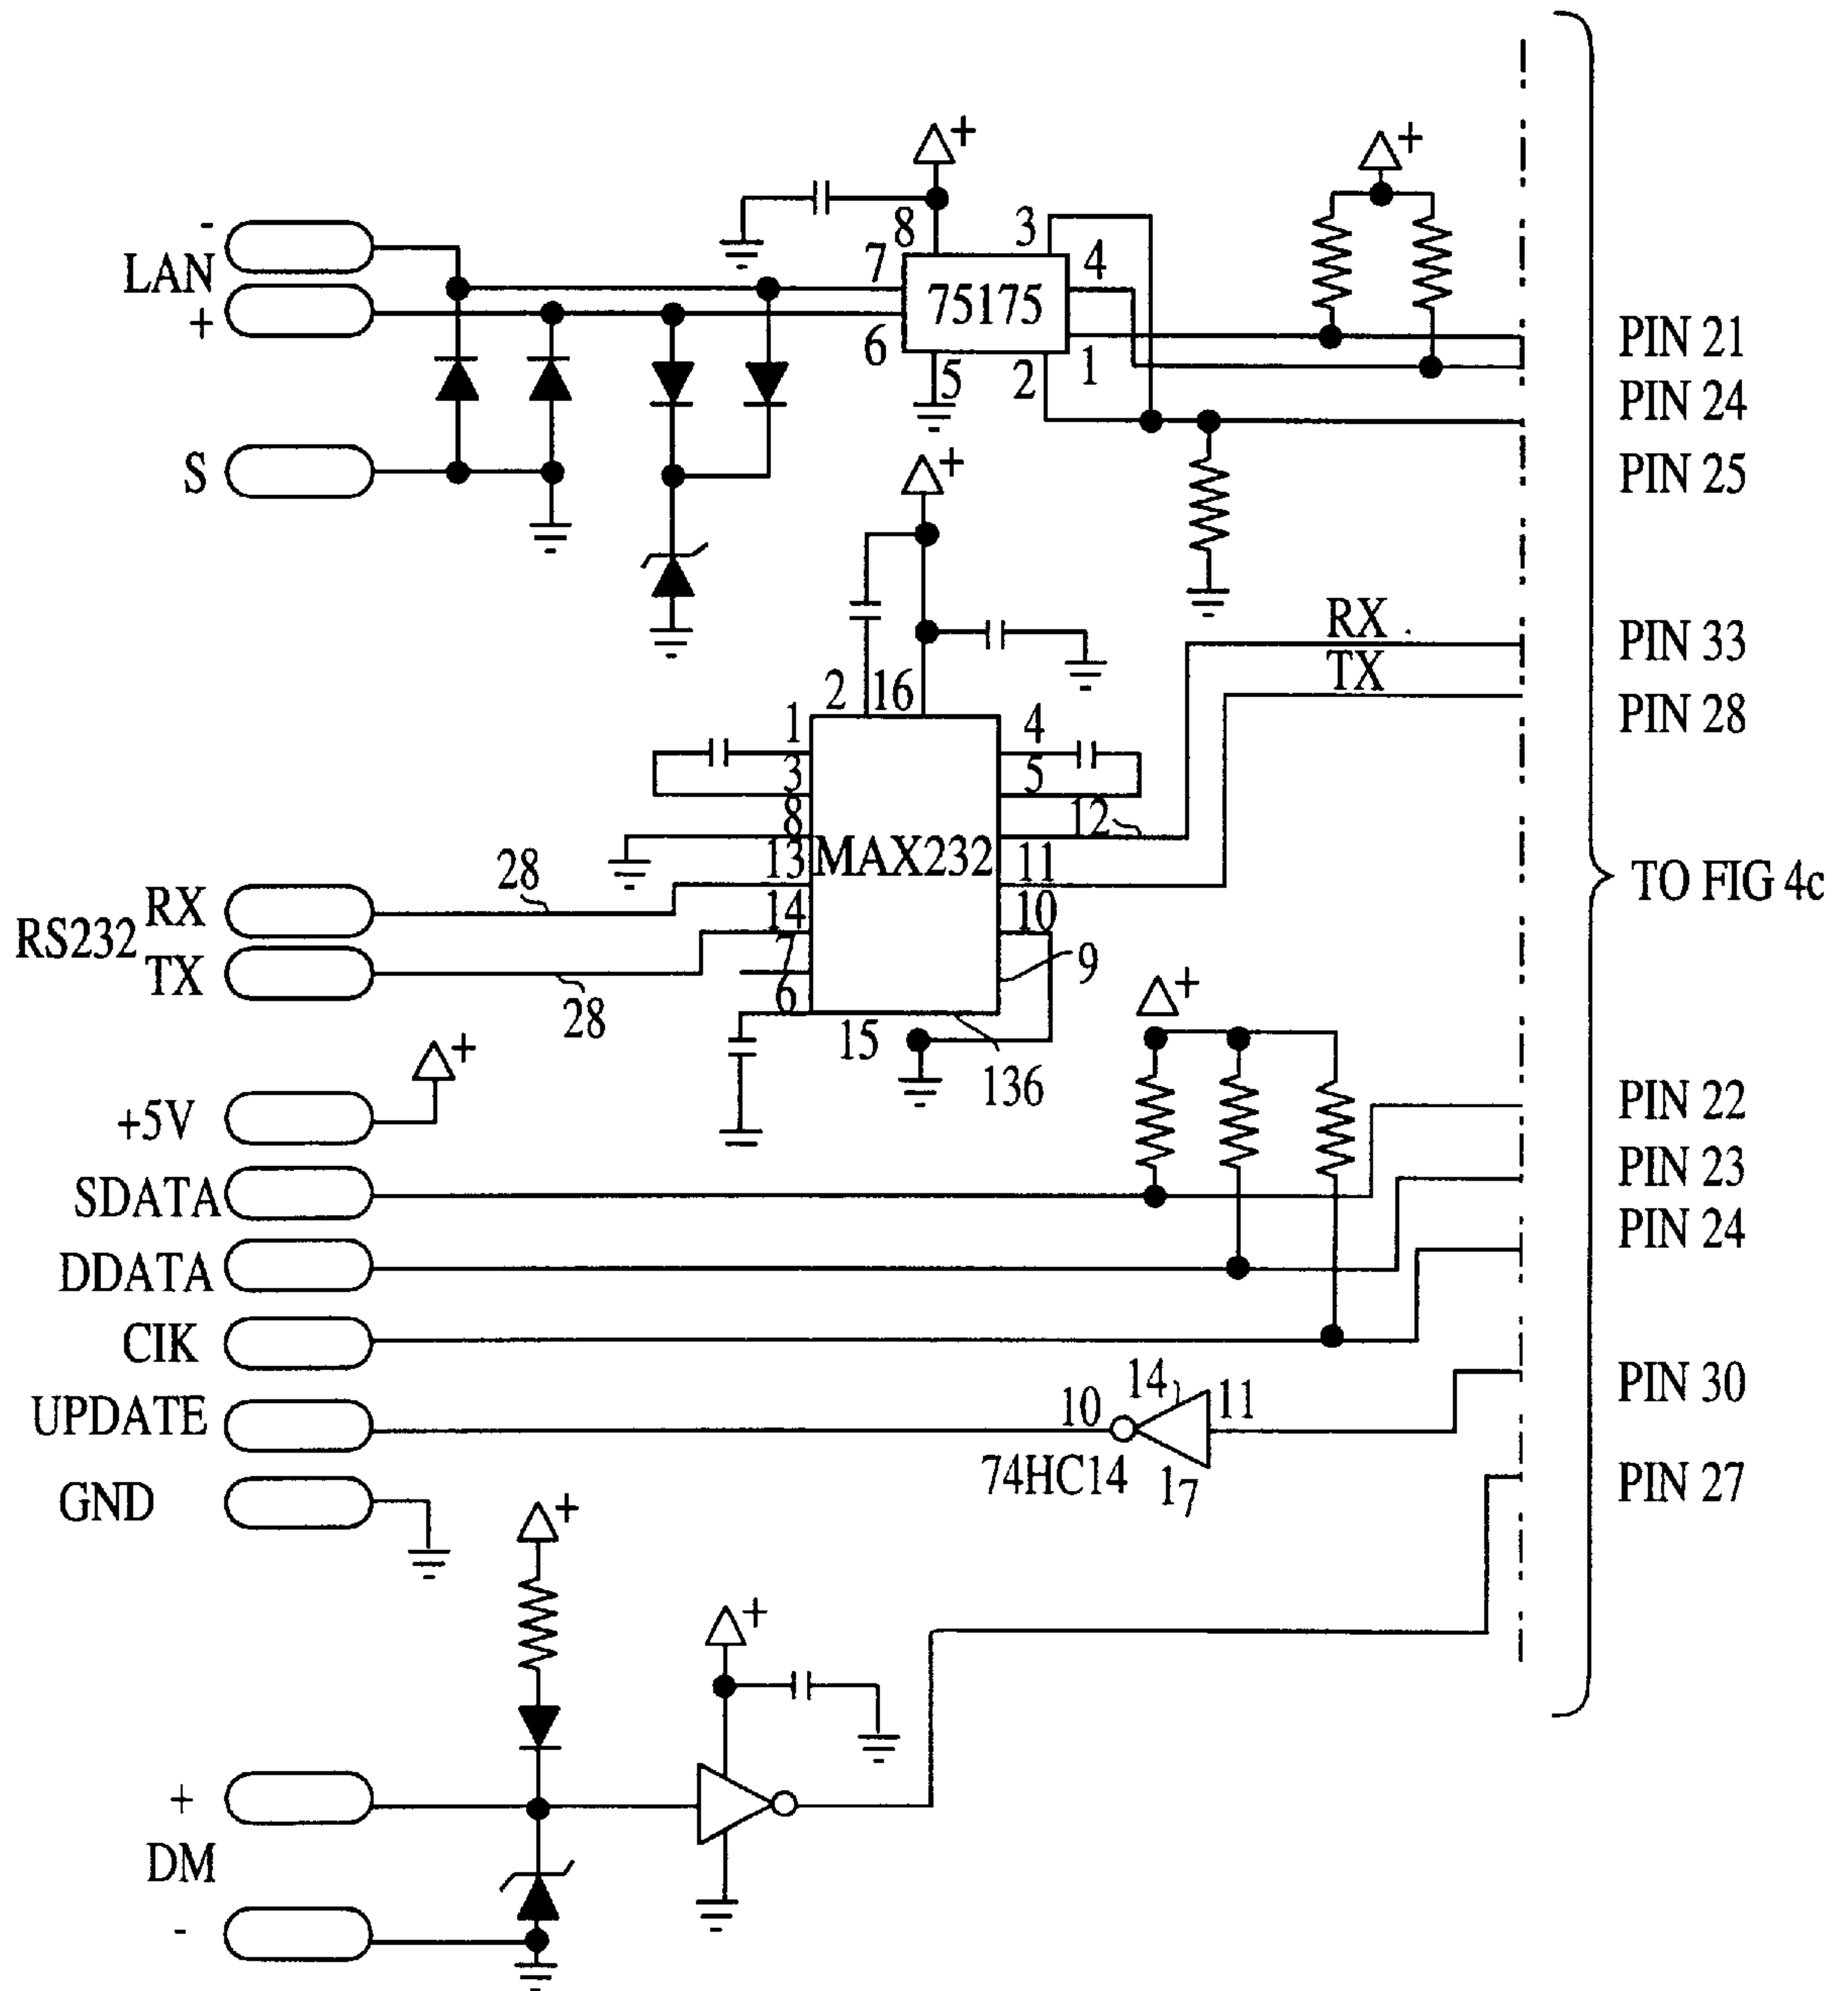 +
+
-
LAN
+
8
3
7
4
75175
6
5
2
1
PIN 21
PIN 24
S
PIN 25
+
RX
PIN 33
TX
2
16
PIN 28
1
4
3
5
8
12
MAX232
13
11
28
TO FIG 4c
RX
14
10
RS232
TX
7
9
6
28
15
136
+
+
+5V
PIN 22
SDATA
PIN 23
PIN 24
DDATA
CIK
14
PIN 30
UPDATE
10
11
74HC14
17
PIN 27
GND
+
+
+
DM
-